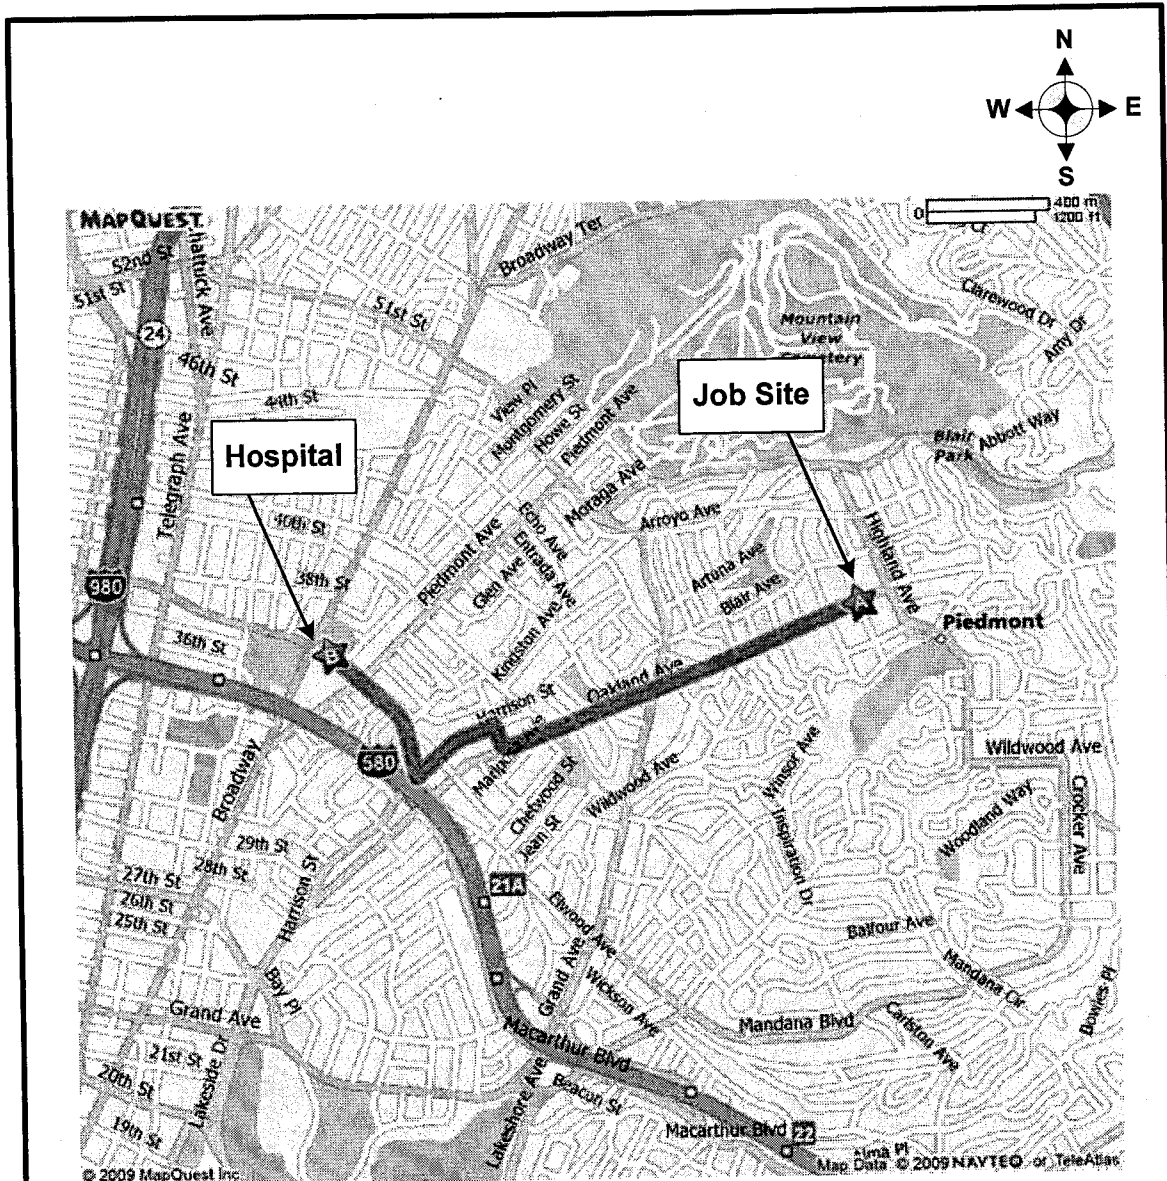 N
W E
S
MAPQUEST
0
400 m
1200 ft
Broadway Ter
52nd St
hattuck Ave
51st St
51st St
24
Clarewood Dr
Amy Dr
Mountain
View
Cemetery
46th St
44th St
View Pl
Montgomery St
Howe St
Piedmont Ave
Job Site
Hospital
Blair
Park
Abbott Way
Telegraph Ave
Moraga Ave
Arroyo Ave
40th St
Echo Ave
Entrada Ave
Piedmont Ave
Glen Ave
Highland Ave
38th St
Artuna Ave
Blair Ave
980
Kingston Ave
Piedmont
36th St
B
Oakland Ave
Harrison St
580
Wildwood Ave
Winsor Ave
Wildwood Ave
Broadway
Chetwood St
Jean St
Inspiration Dr
Woodland Way
Crocker Ave
29th St
28th St
27th St
26th St
25th St
Harrison St
21A
Elwood Ave
Balfour Ave
Bay Pl
Grand Ave
Wickson Ave
Mandana Cir
Bowles Pl
Grand Ave
Mandana Blvd
Carlston Ave
Macarthur Blvd
21st St
20th St
Lakeside Dr
19th St
Lakeshore Ave
Beacon St
Macarthur Blvd 22
Alma Pl
© 2009 MapQuest Inc
Map Data © 2009 NAVTEQ or TeleAtlas